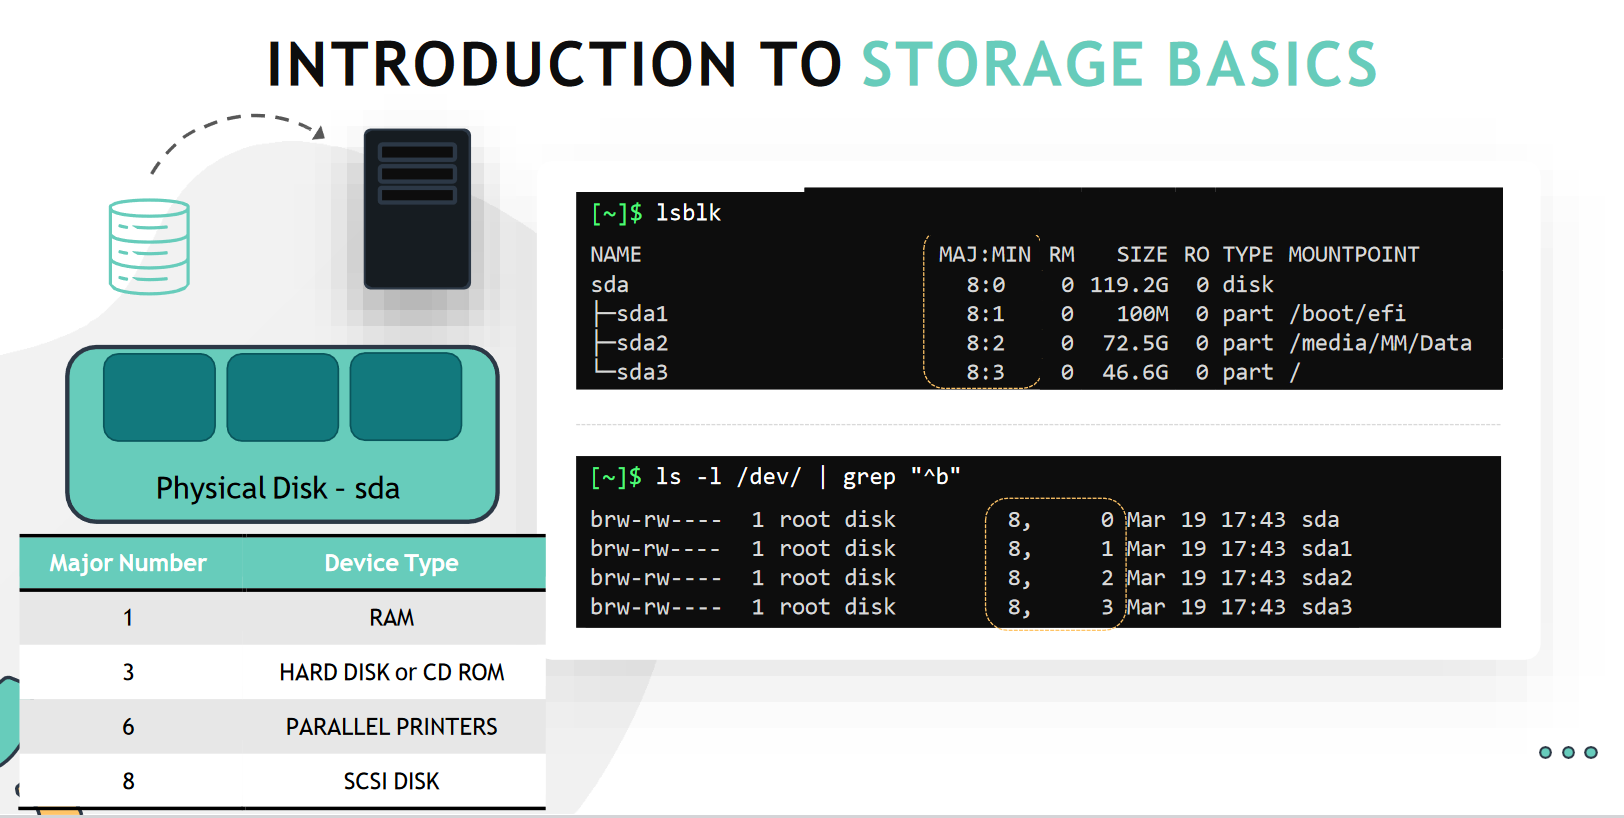 INTRODUCTION TO STORAGE BASICS
[~]$ lsblk
NAME MAJ:MIN RM SIZE RO TYPE MOUNTPOINT
sda 8:0 0 119.2G 0 disk
├─sda1 8:1 0 100M 0 part /boot/efi
├─sda2 8:2 0 72.5G 0 part /media/MM/Data
└─sda3 8:3 0 46.6G 0 part /
[~]$ ls -l /dev/ | grep "^b"
brw-rw---- 1 root disk 8, 0 Mar 19 17:43 sda
brw-rw---- 1 root disk 8, 1 Mar 19 17:43 sda1
brw-rw---- 1 root disk 8, 2 Mar 19 17:43 sda2
brw-rw---- 1 root disk 8, 3 Mar 19 17:43 sda3
Physical Disk - sda
Major Number Device Type
1 RAM
3 HARD DISK or CD ROM
6 PARALLEL PRINTERS
8 SCSI DISK